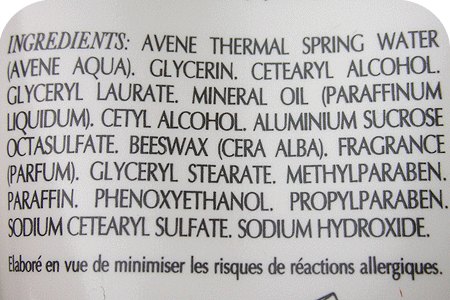 INGREDIENTS: AVENE THERMAL SPRING WATER
(AVENE AQUA). GLYCERIN. CETEARYL ALCOHOL.
GLYCERYL LAURATE. MINERAL OIL (PARAFFINUM
LIQUIDUM). CETYL ALCOHOL. ALUMINIUM SUCROSE
OCTASULFATE. BEESWAX (CERA ALBA). FRAGRANCE
(PARFUM). GLYCERYL STEARATE. METHYLPARABEN.
PARAFFIN. PHENOXYETHANOL. PROPYLPARABEN.
SODIUM CETEARYL SULFATE. SODIUM HYDROXIDE.
Elaboré en vue de minimiser les risques de réactions allergiques.